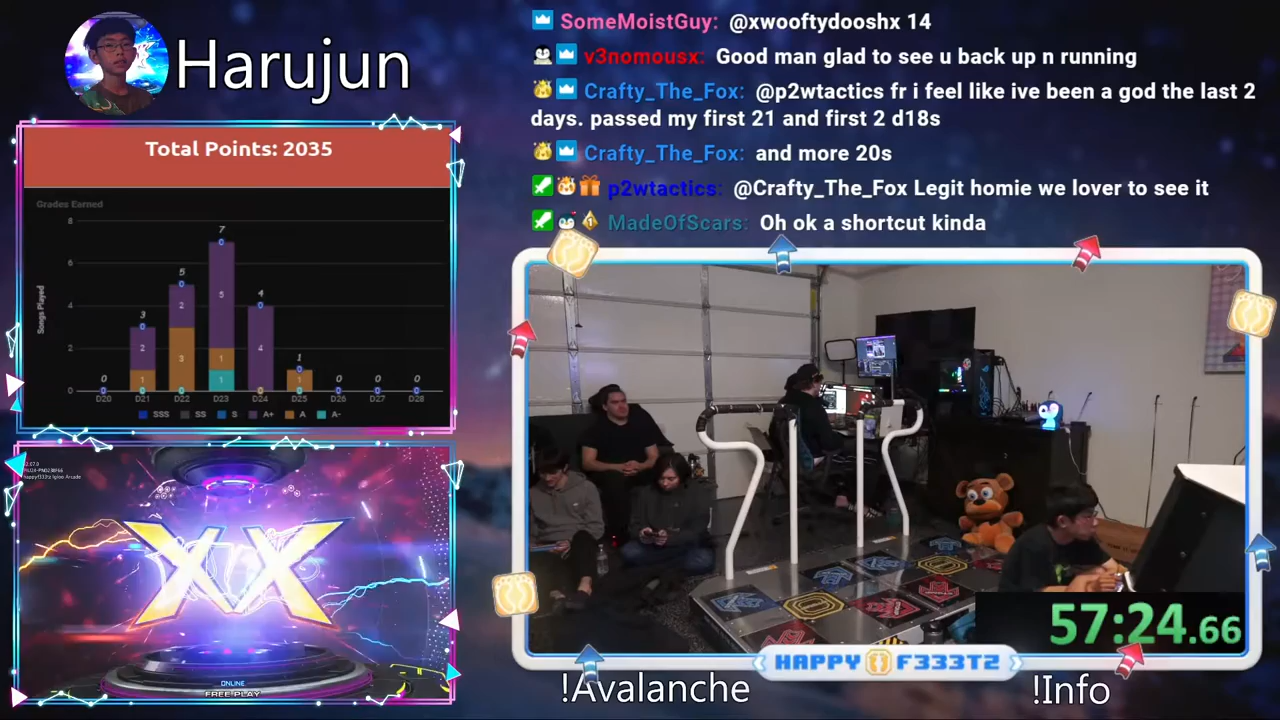 Harujun
SomeMoistGuy: @xwooftydooshx 14
v3nomousx: Good man glad to see u back up n running
Crafty_The_Fox: @p2wtactics fr i feel like ive been a god the last 2
days. passed my first 21 and first 2 d18s
Crafty_The_Fox: and more 20s
p2wtactics: @Crafty_The_Fox Legit homie we lover to see it
MadeOfScars: Oh ok a shortcut kinda
Total Points: 2035
Grades Earned
Songs Played
8
6
4
2
0
0 3 5 7 4 1 0 0 0
2 1
2 3
5 1 1
4
1
D20 D21 D22 D23 D24 D25 D26 D27 D28
SSS SS S A+ A A-
XX
ONLINE
FREE PLAY
57:24.66
HAPPY F333TZ
!Avalanche
!Info